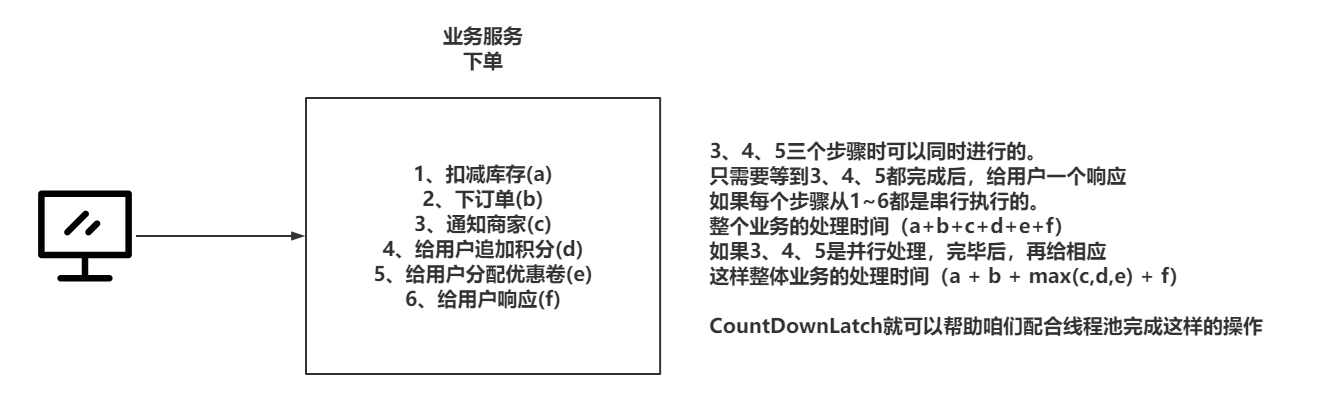 业务服务
下单
1、扣减库存(a)
2、下订单(b)
3、通知商家(c)
4、给用户追加积分(d)
5、给用户分配优惠卷(e)
6、给用户响应(f)
3、4、5三个步骤时可以同时进行的。
只需要等到3、4、5都完成后，给用户一个响应
如果每个步骤从1~6都是串行执行的。
整个业务的处理时间（a+b+c+d+e+f）
如果3、4、5是并行处理，完毕后，再给相应
这样整体业务的处理时间（a + b + max(c,d,e) + f）
CountDownLatch就可以帮助咱们配合线程池完成这样的操作